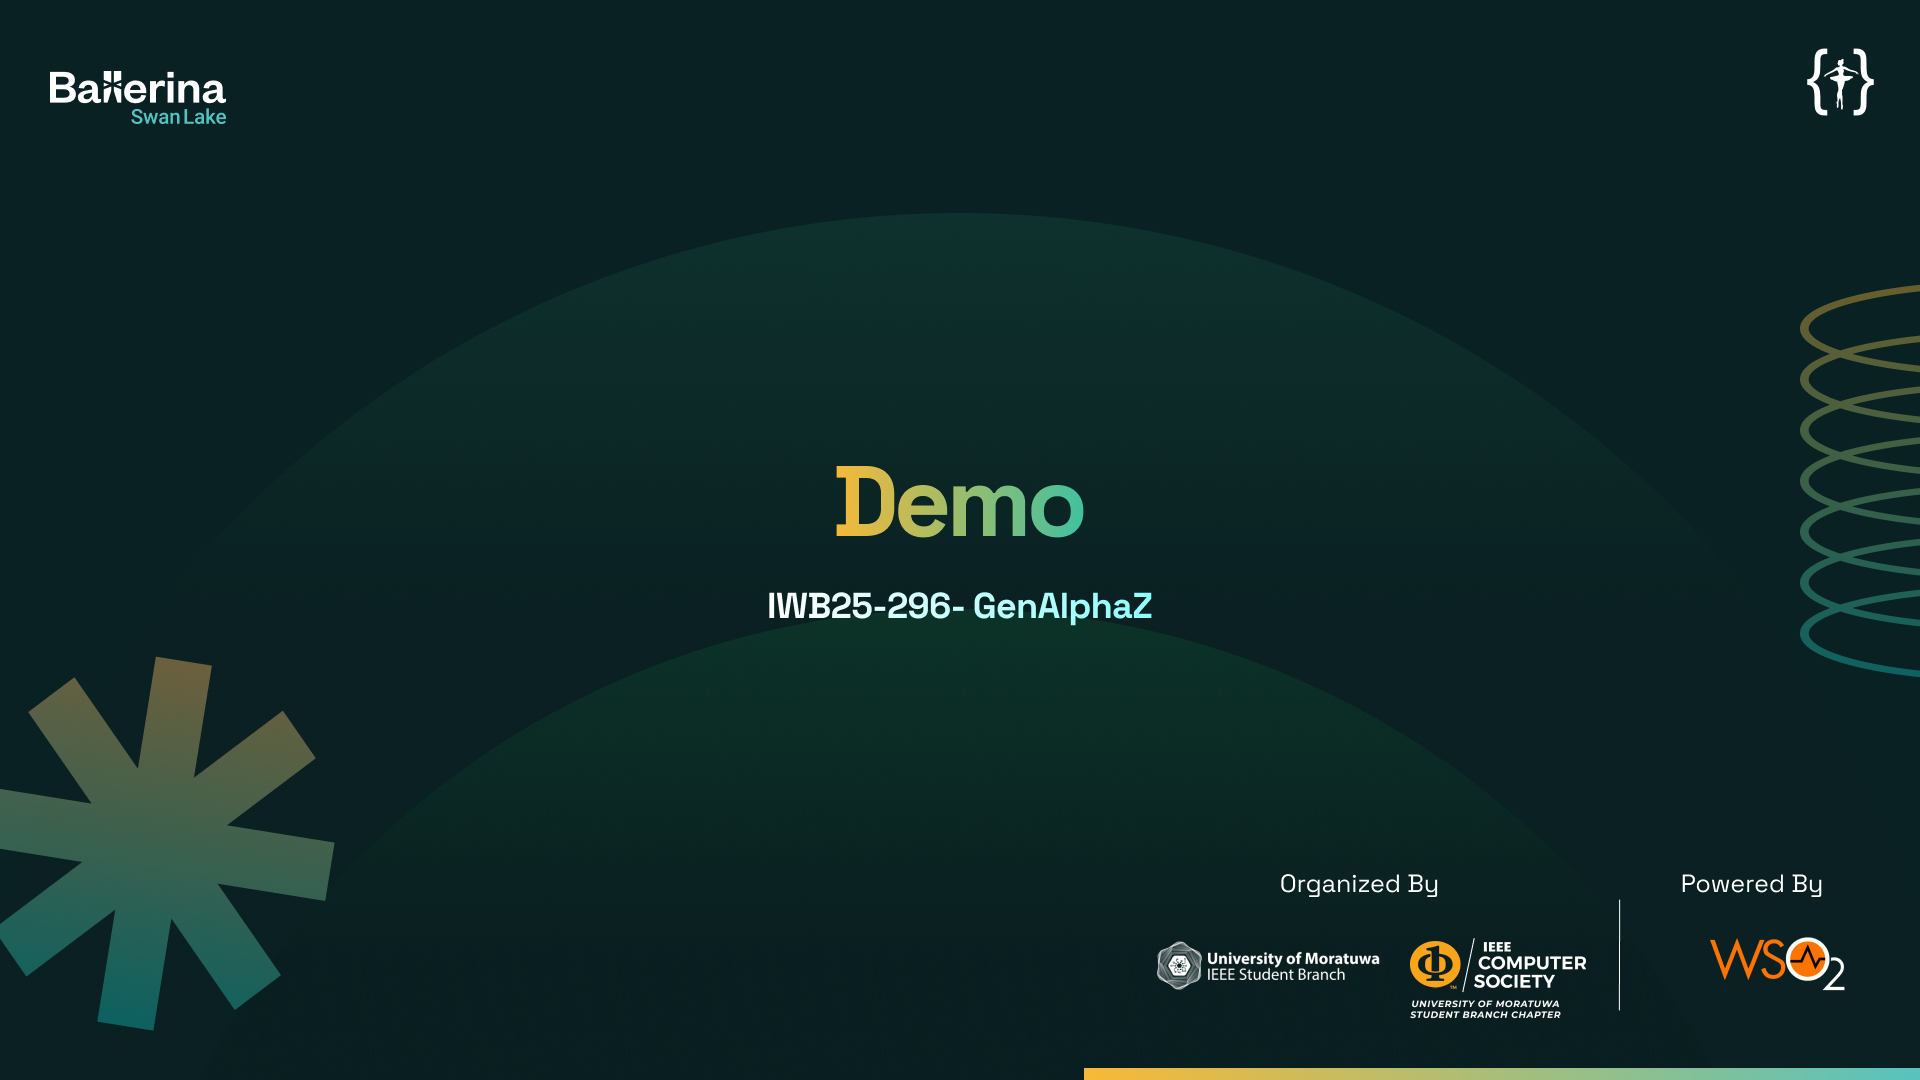 Ballerina
Swan Lake
Demo
IWB25-296- GenAlphaZ
Organized By
Powered By
University of Moratuwa
IEEE Student Branch
IEEE
COMPUTER
SOCIETY
UNIVERSITY OF MORATUWA
STUDENT BRANCH CHAPTER
WSO2